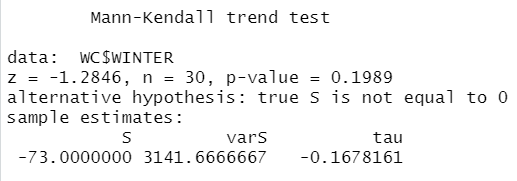 Mann-Kendall trend test
data: WC$WINTER
z = -1.2846, n = 30, p-value = 0.1989
alternative hypothesis: true S is not equal to 0
sample estimates:
S varS tau
-73.0000000 3141.6666667 -0.1678161